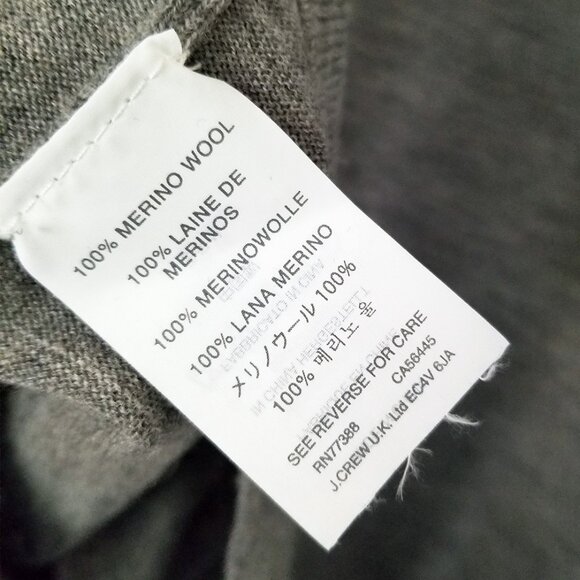 100% MERINO WOOL
100% LAINE DE
MERINOS
100% MERINOWOLLE
100% LANA MERINO
メリノウール 100%
100% 메리노 울
SEE REVERSE FOR CARE
RN77388 CA56445
J.CREW U.K. Ltd EC4V 6JA